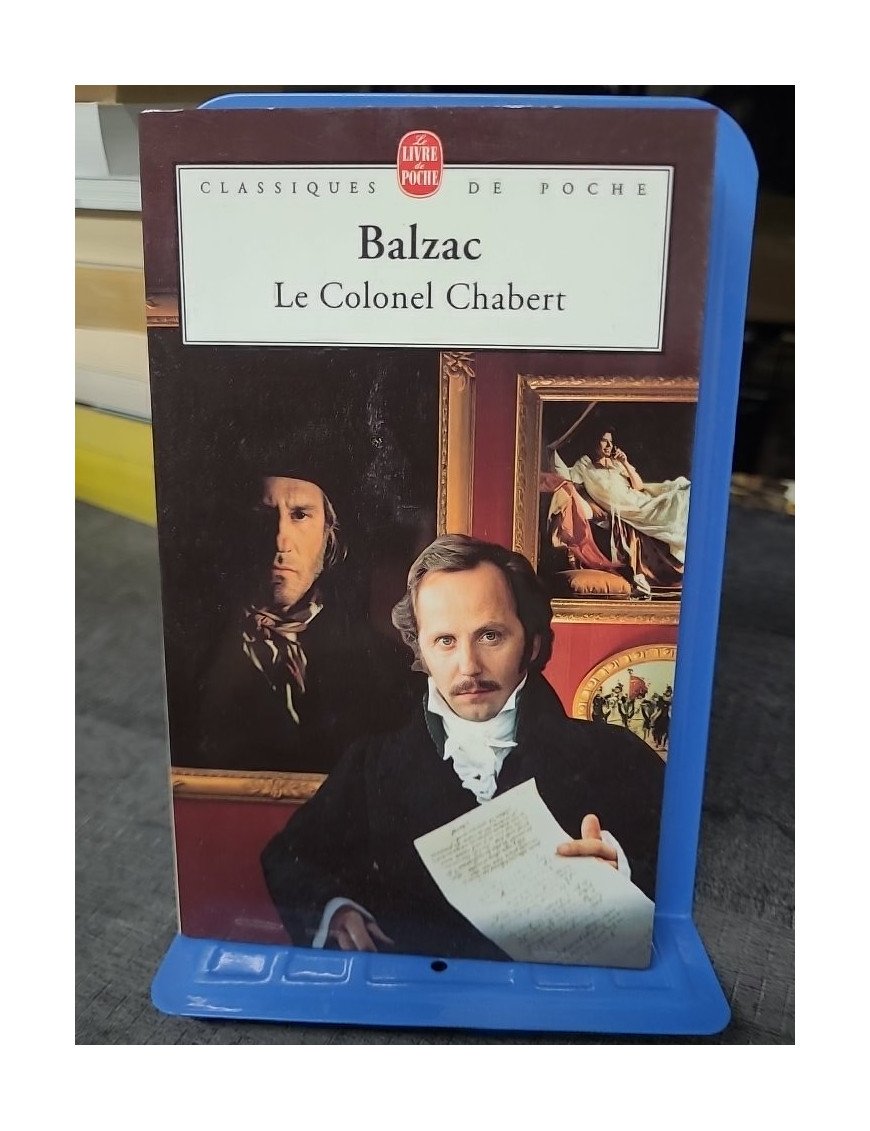 Le
LIVRE
de
POCHE
CLASSIQUES DE POCHE
Balzac
Le Colonel Chabert